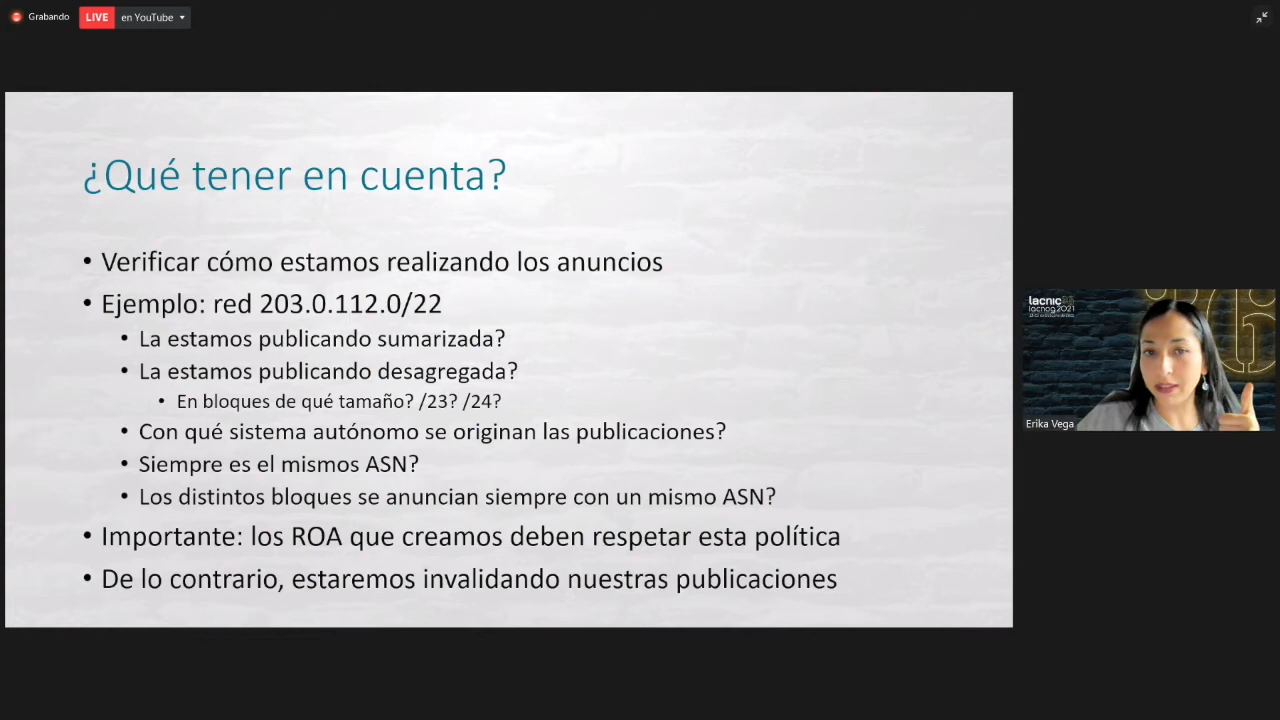 Grabando
LIVE en YouTube
¿Qué tener en cuenta?
• Verificar cómo estamos realizando los anuncios
• Ejemplo: red 203.0.112.0/22
• La estamos publicando sumarizada?
• La estamos publicando desagregada?
• En bloques de qué tamaño? /23? /24?
• Con qué sistema autónomo se originan las publicaciones?
• Siempre es el mismos ASN?
• Los distintos bloques se anuncian siempre con un mismo ASN?
• Importante: los ROA que creamos deben respetar esta política
• De lo contrario, estaremos invalidando nuestras publicaciones
lacnic36
lacnog2021
Erika Vega